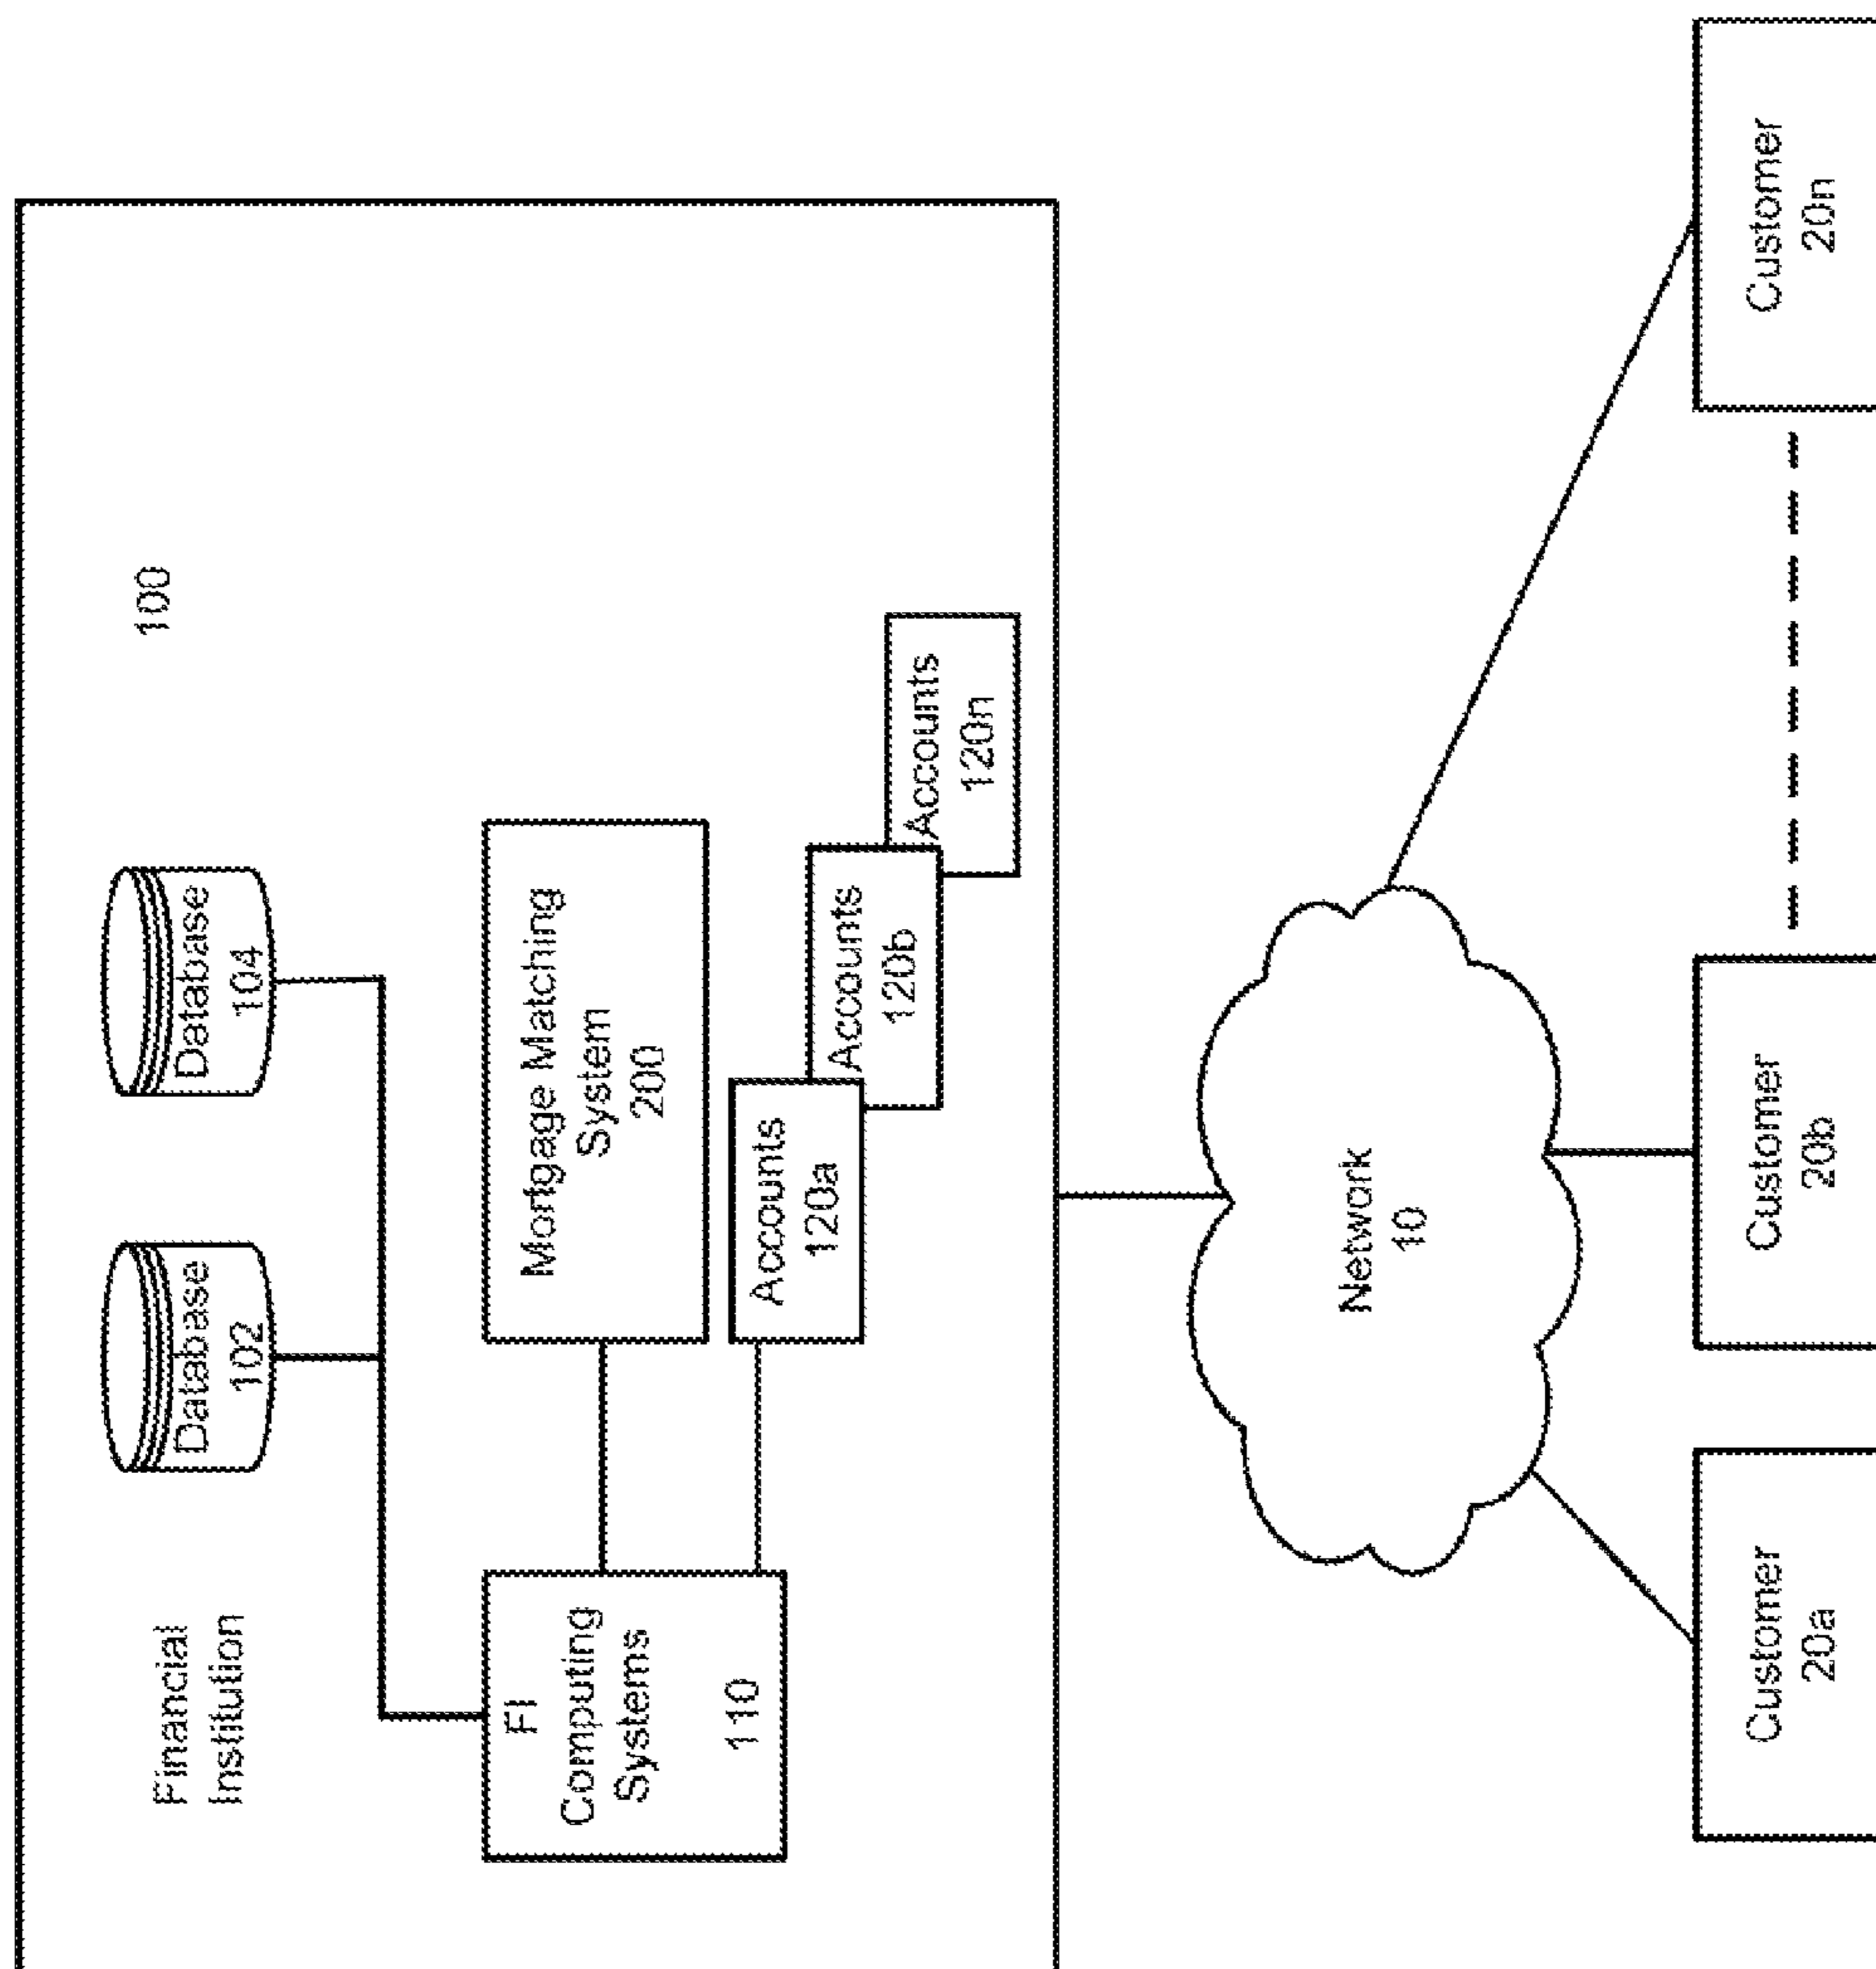 Financial
Institution
100
Database
102
Database
104
FI
Computing
Systems
110
Mortgage Matching
System
200
Accounts
120a
Accounts
120b
Accounts
120n
Network
10
Customer
20a
Customer
20b
Customer
20n